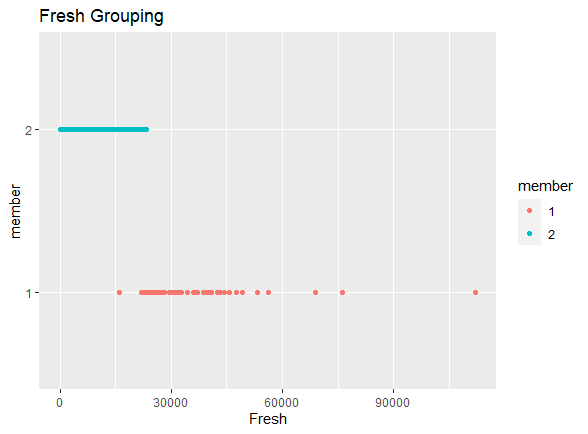 Fresh Grouping
member
2
1
0 30000 60000 90000
Fresh
member
1
2